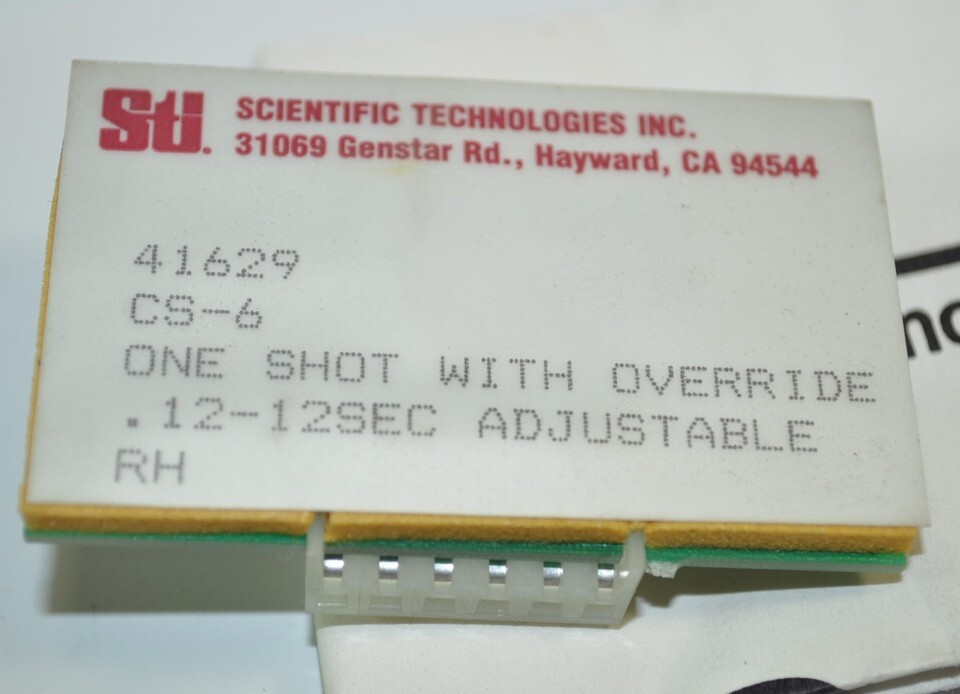 Sti.
SCIENTIFIC TECHNOLOGIES INC.
31069 Genstar Rd., Hayward, CA 94544
41629
CS-6
ONE SHOT WITH OVERRIDE
.12-12SEC ADJUSTABLE
RH